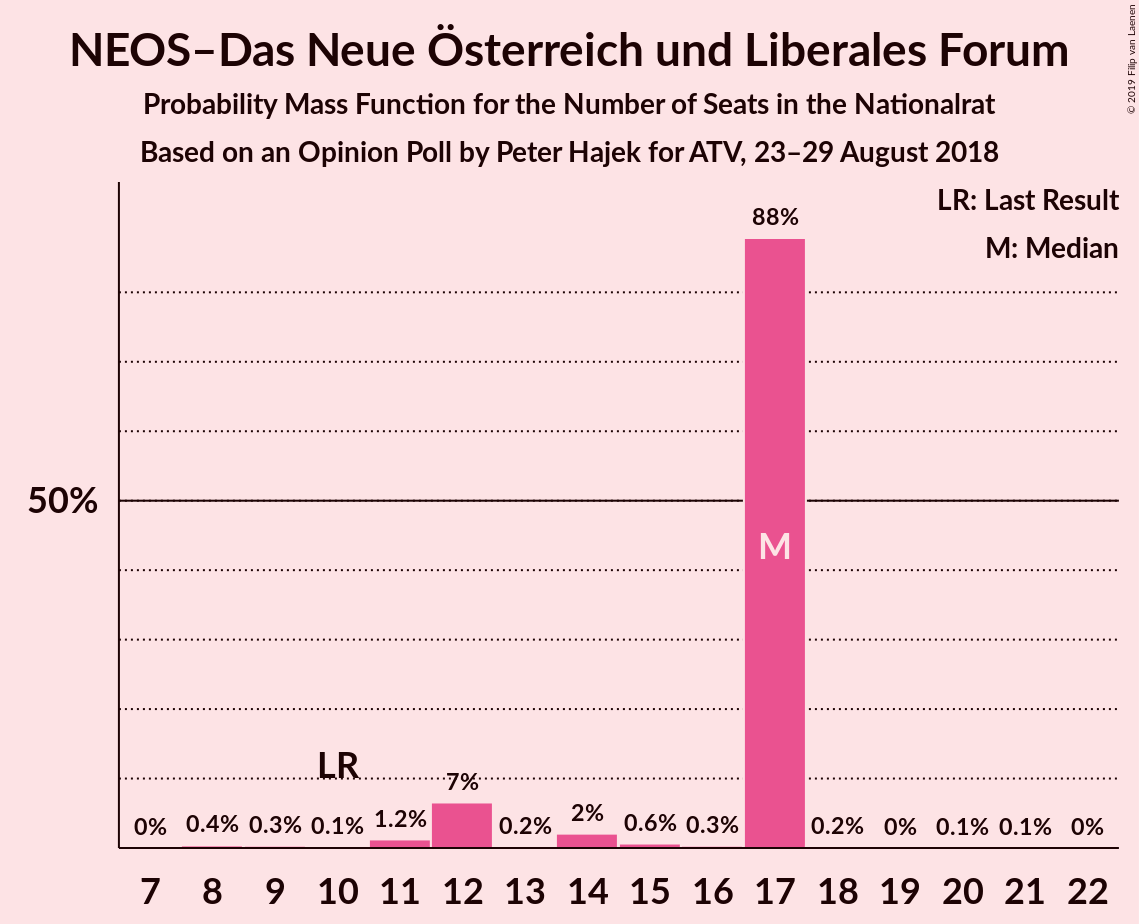 NEOS–Das Neue Österreich und Liberales Forum
Probability Mass Function for the Number of Seats in the Nationalrat
Based on an Opinion Poll by Peter Hajek for ATV, 23–29 August 2018
© 2019 Filip van Laenen
LR: Last Result
M: Median
88%
50%
M
LR
7%
0%
0.4%
0.3%
0.1%
1.2%
0.2%
2%
0.6%
0.3%
0.2%
0%
0.1%
0.1%
0%
7 8 9 10 11 12 13 14 15 16 17 18 19 20 21 22